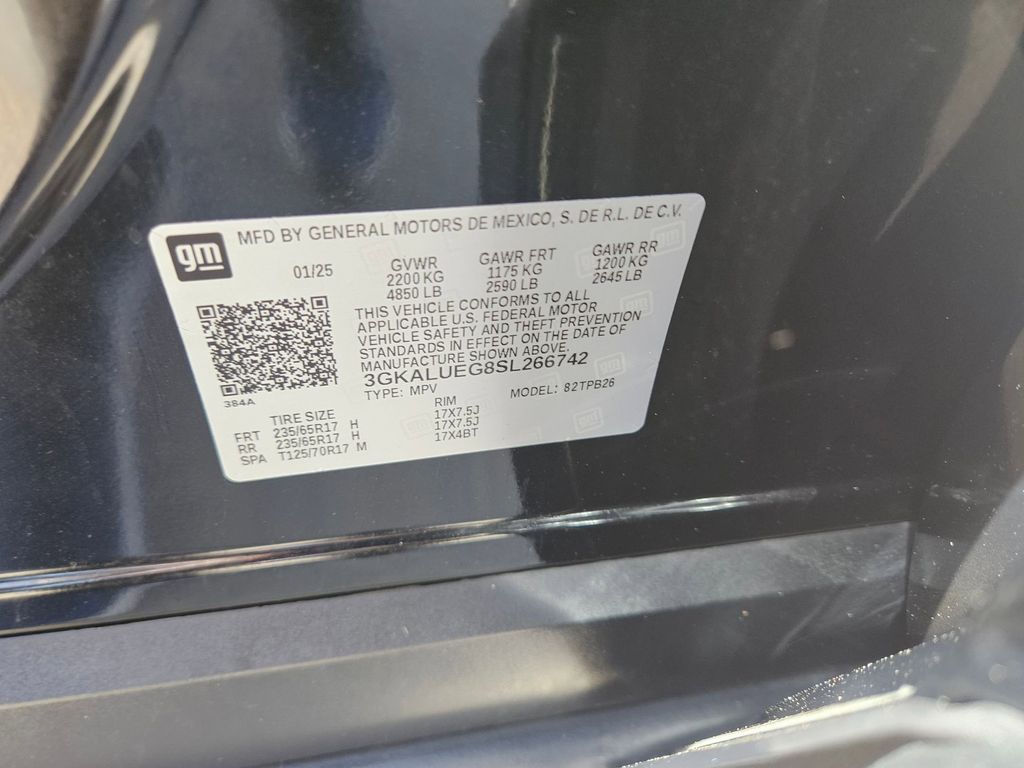 gm MFD BY GENERAL MOTORS DE MEXICO, S. DE R.L. DE C.V.
01/25 GVWR GAWR FRT GAWR RR
2200 KG 1175 KG 1200 KG
4850 LB 2590 LB 2645 LB
THIS VEHICLE CONFORMS TO ALL
APPLICABLE U.S. FEDERAL MOTOR
VEHICLE SAFETY AND THEFT PREVENTION
STANDARDS IN EFFECT ON THE DATE OF
MANUFACTURE SHOWN ABOVE.
3GKALUEG8SL266742
TYPE: MPV MODEL: 82TPB26
384A
TIRE SIZE RIM
FRT 235/65R17 H 17X7.5J
RR 235/65R17 H 17X7.5J
SPA T125/70R17 M 17X4BT